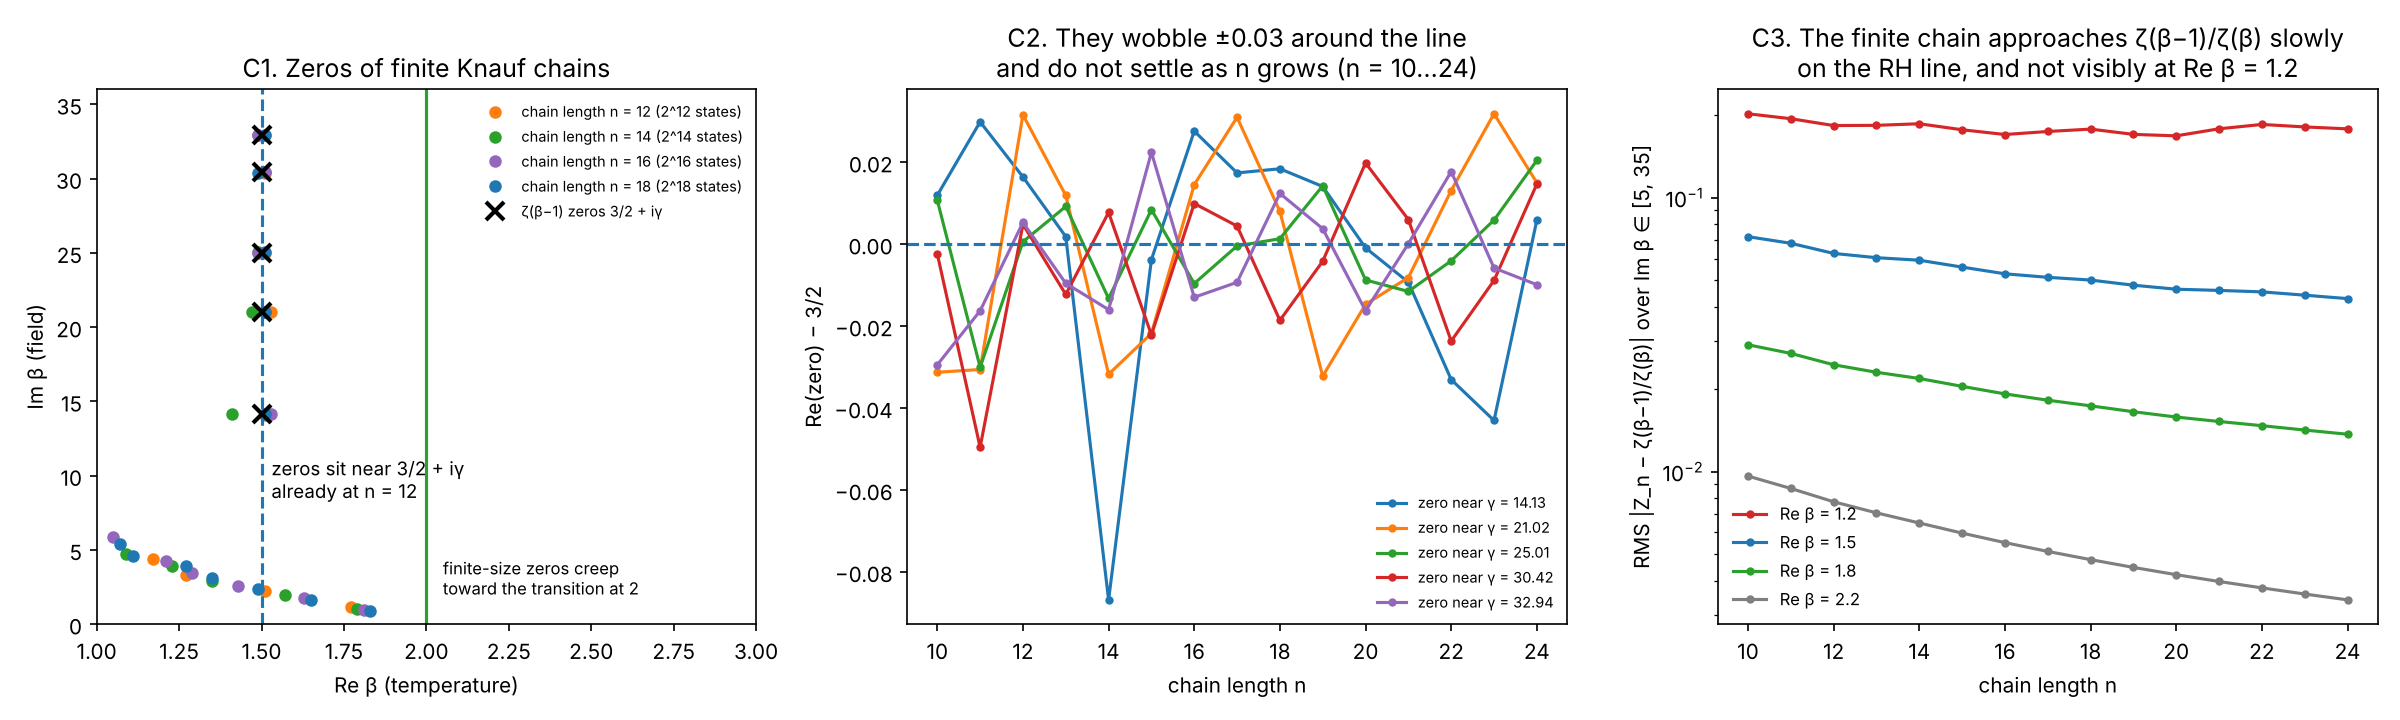 C1. Zeros of finite Knauf chains
Im β (field)
35
30
25
20
15
10
5
0
chain length n = 12 (2^12 states)
chain length n = 14 (2^14 states)
chain length n = 16 (2^16 states)
chain length n = 18 (2^18 states)
ζ(β−1) zeros 3/2 + iγ
zeros sit near 3/2 + iγ
already at n = 12
finite-size zeros creep
toward the transition at 2
1.00 1.25 1.50 1.75 2.00 2.25 2.50 2.75 3.00
Re β (temperature)
C2. They wobble ±0.03 around the line
and do not settle as n grows (n = 10…24)
Re(zero) − 3/2
0.02
0.00
−0.02
−0.04
−0.06
−0.08
zero near γ = 14.13
zero near γ = 21.02
zero near γ = 25.01
zero near γ = 30.42
zero near γ = 32.94
10 12 14 16 18 20 22 24
chain length n
C3. The finite chain approaches ζ(β−1)/ζ(β) slowly
on the RH line, and not visibly at Re β = 1.2
RMS |Z_n − ζ(β−1)/ζ(β)| over Im β ∈ [5, 35]
10⁻¹
10⁻²
Re β = 1.2
Re β = 1.5
Re β = 1.8
Re β = 2.2
10 12 14 16 18 20 22 24
chain length n